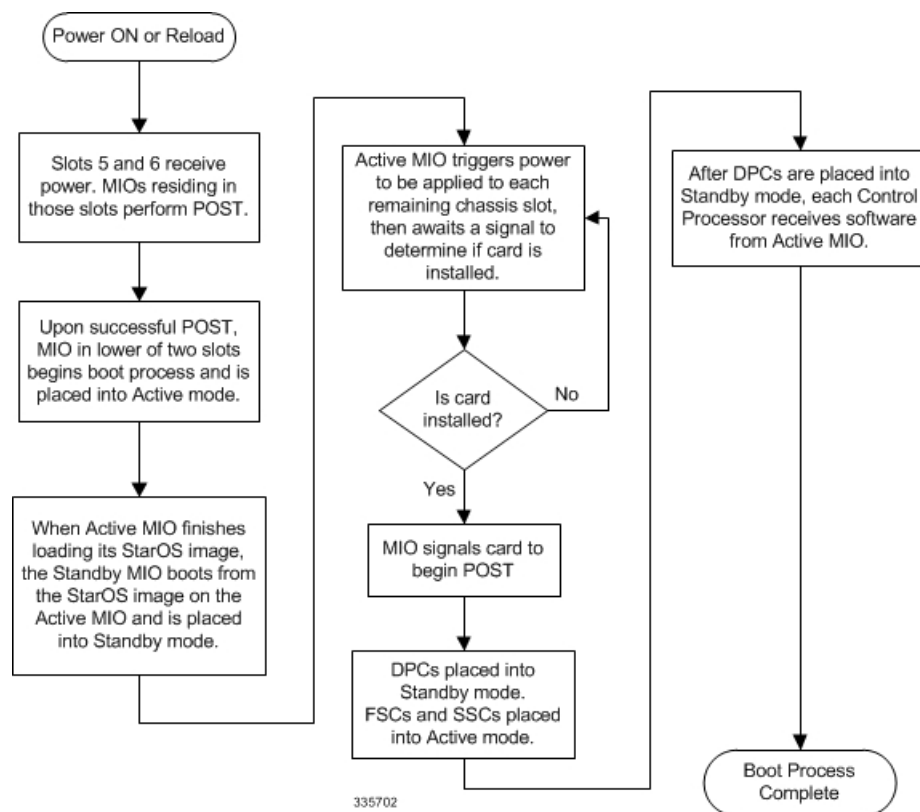 Power ON or Reload
Slots 5 and 6 receive
power. MIOs residing in
those slots perform POST.
Upon successful POST,
MIO in lower of two slots
begins boot process and is
placed into Active mode.
When Active MIO finishes
loading its StarOS image,
the Standby MIO boots from
the StarOS image on the
Active MIO and is placed
into Standby mode.
Active MIO triggers power
to be applied to each
remaining chassis slot,
then awaits a signal to
determine if card is
installed.
Is card
installed?
No
Yes
MIO signals card to
begin POST
DPCs placed into
Standby mode.
FSCs and SSCs placed
into Active mode.
After DPCs are placed into
Standby mode, each Control
Processor receives software
from Active MIO.
Boot Process
Complete
335702